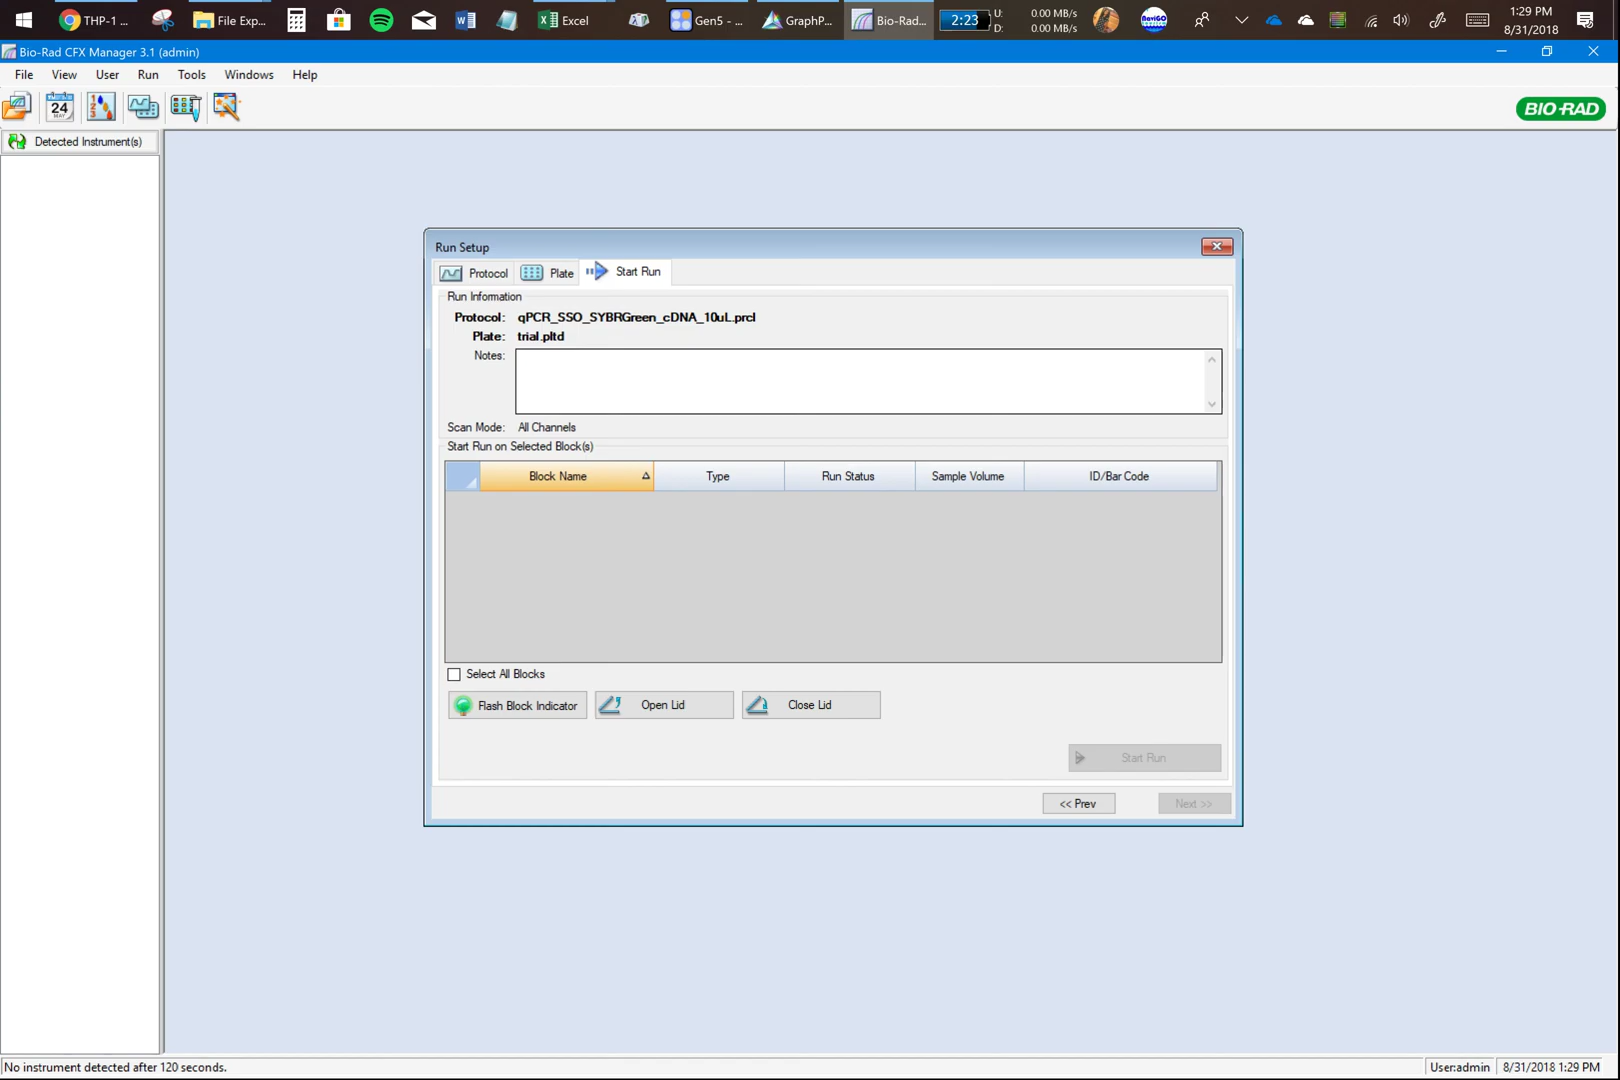 THP-1 ...
File Exp...
Excel
Gen5 - ...
GraphP...
Bio-Rad...
2:23
U:
D:
0.00 MB/s
0.00 MB/s
NaviGO
1:29 PM
8/31/2018
Bio-Rad CFX Manager 3.1 (admin)
File View User Run Tools Windows Help
24
MAY
1 2 3
BIO-RAD
Detected Instrument(s)
Run Setup
Protocol Plate Start Run
Run Information
Protocol: qPCR_SSO_SYBRGreen_cDNA_10uL.prcl
Plate: trial.pltd
Notes:
Scan Mode: All Channels
Start Run on Selected Block(s)
Block Name Type Run Status Sample Volume ID/Bar Code
Select All Blocks
Flash Block Indicator Open Lid Close Lid
Start Run
<< Prev Next >>
No instrument detected after 120 seconds. User:admin 8/31/2018 1:29 PM